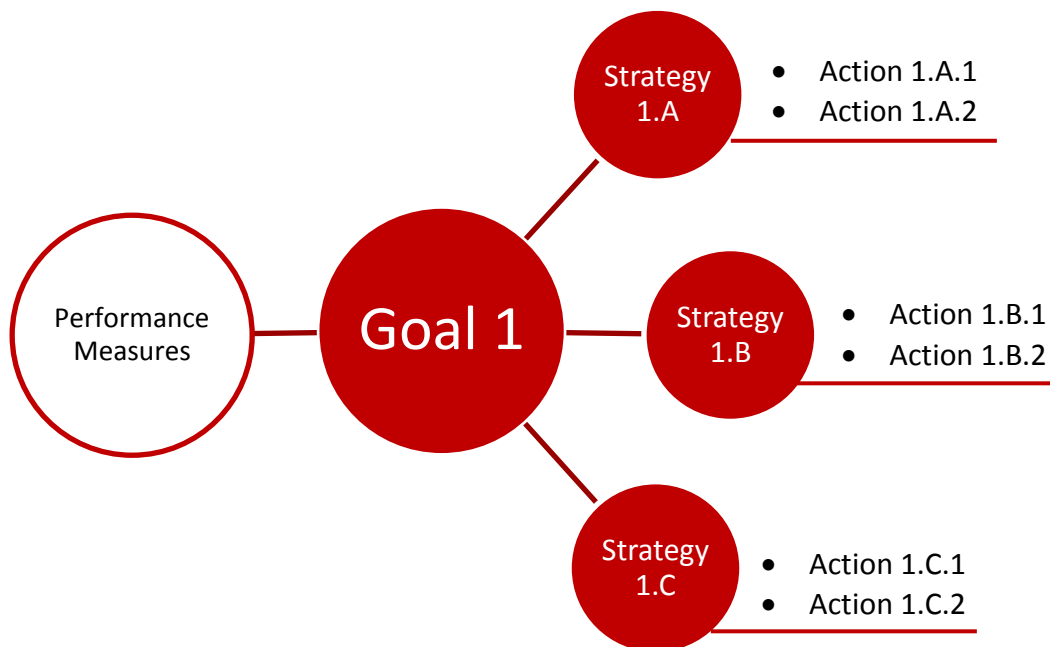 Strategy
1.A
• Action 1.A.1
• Action 1.A.2
Performance
Measures
Goal 1
Strategy
1.B
• Action 1.B.1
• Action 1.B.2
Strategy
1.C
• Action 1.C.1
• Action 1.C.2